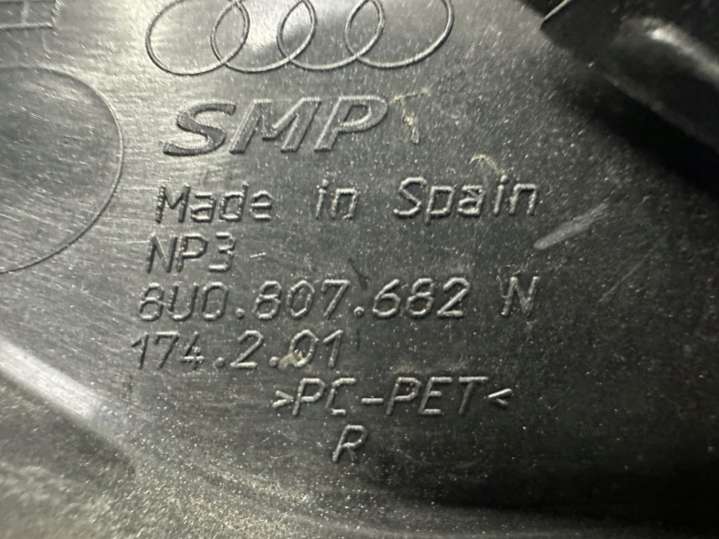 SMP
Made in Spain
NP3
8U0.807.682 N
174.2.01
>PC-PET<
R